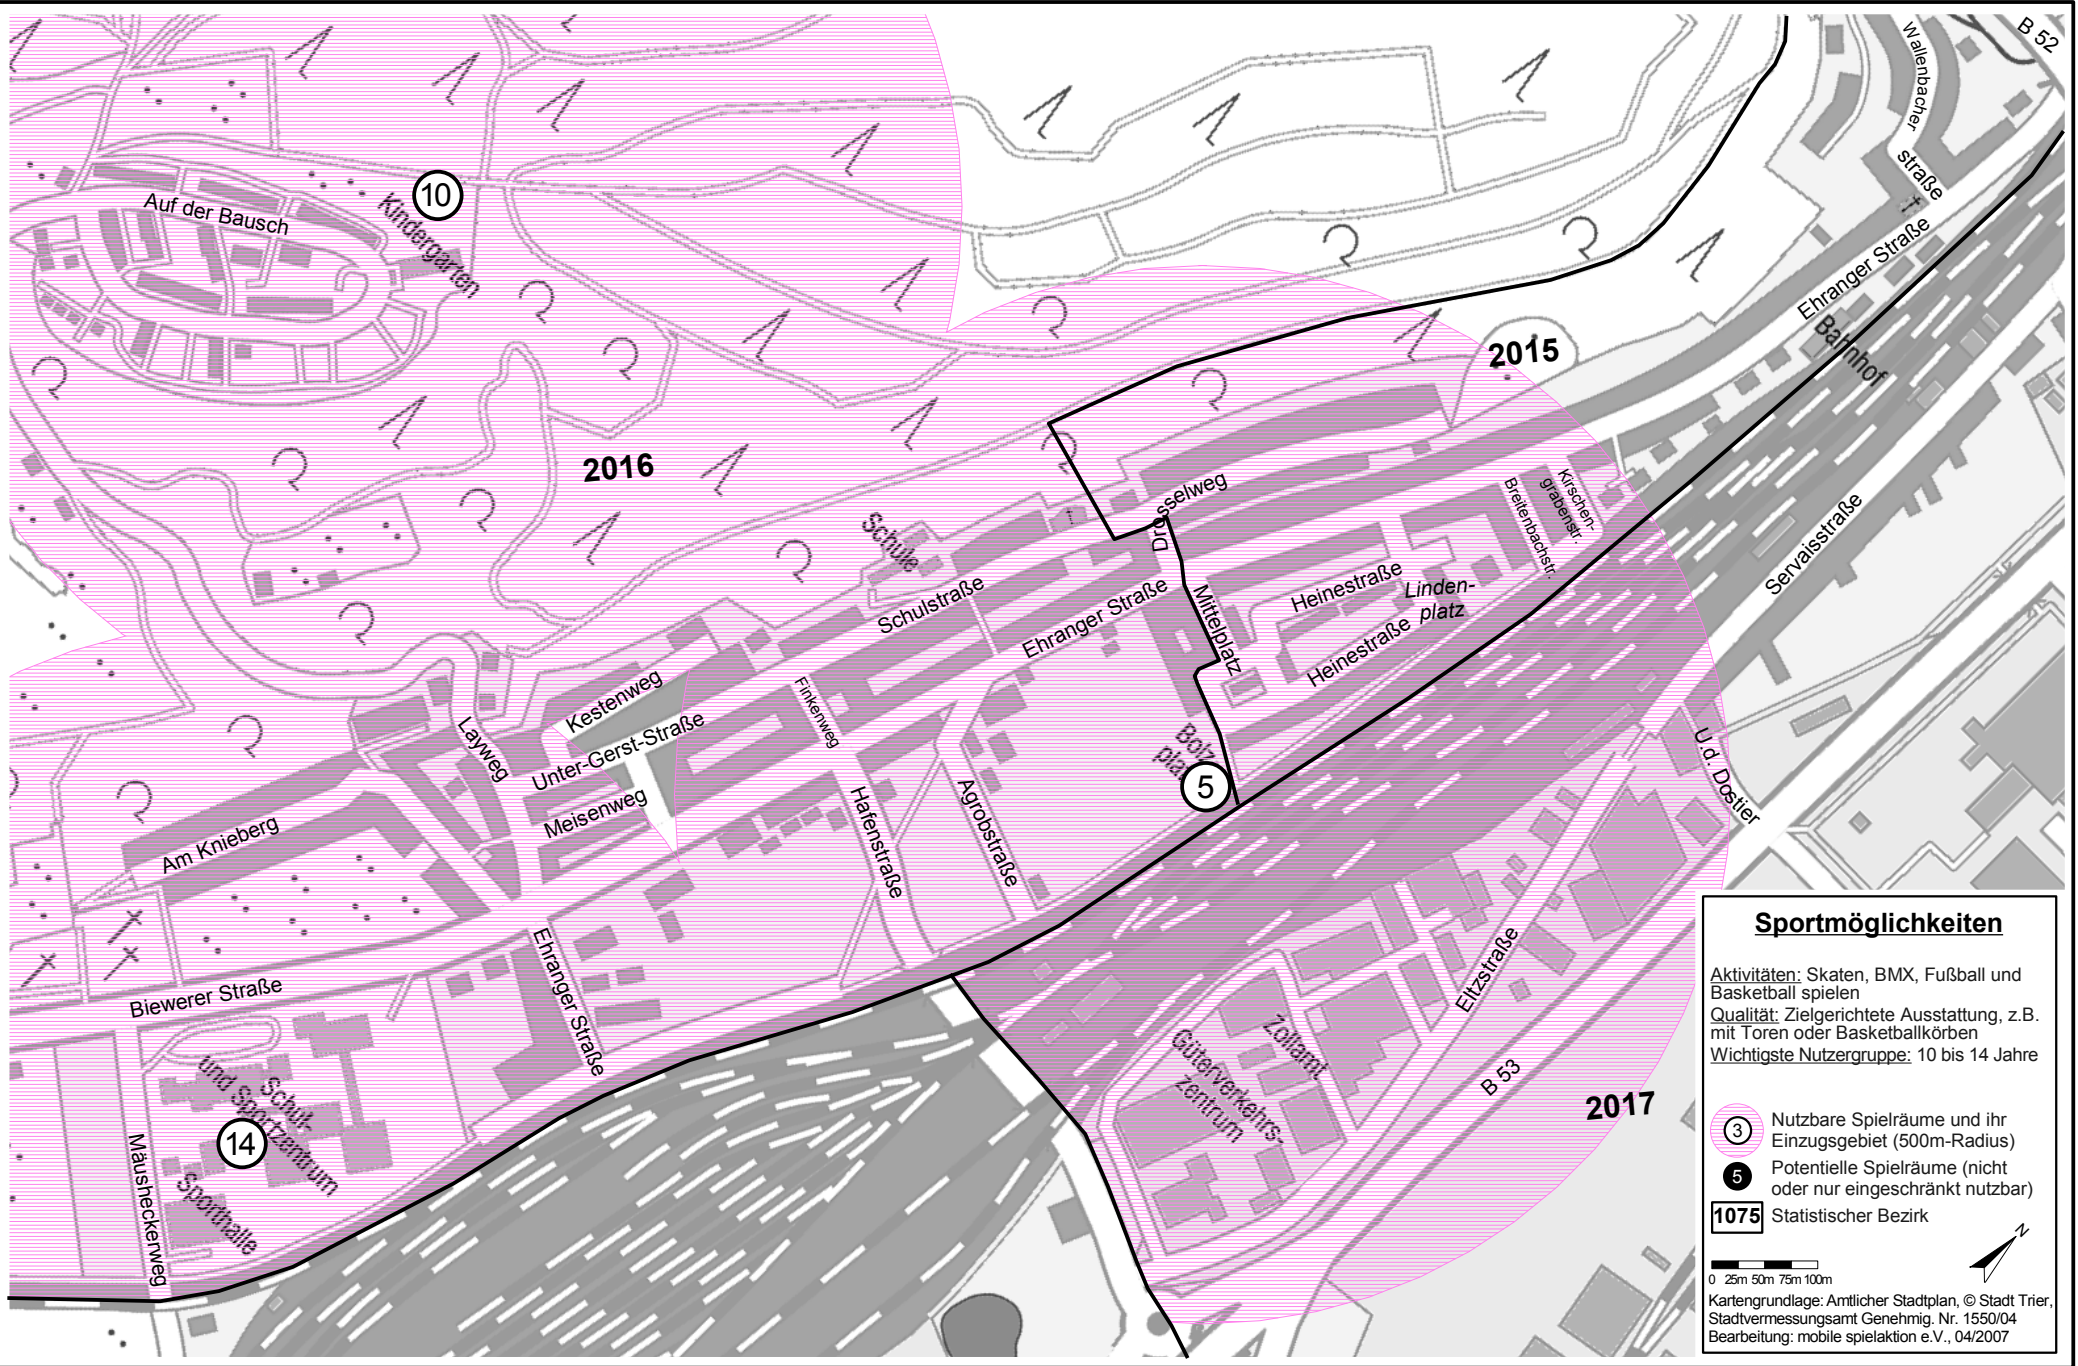 B 52
Wallenbacher
straße
10
Auf der Bausch
Kindergarten
Ehranger Straße
Bahnhof
2015
2016
Drosselweg
Kirschen-
grabenstr.
Breitenbachstr.
Schule
Servaisstraße
Schulstraße
Ehranger Straße
Mittelplatz
Heinestraße
Linden-
platz
Heinestraße
Kestenweg
Finkenweg
Layweg
Unter-Gerst-Straße
Bolz-
platz
5
U.d. Dostier
Meisenweg
Hafenstraße
Agrobstraße
Am Knieberg
Ehranger Straße
Biewerer Straße
Eltzstraße
Zollamt
Güterverkehrs-
zentrum
B 53
2017
Schul-
und Sportzentrum
14
Mäusheckerweg
Sporthalle
Sportmöglichkeiten
Aktivitäten: Skaten, BMX, Fußball und
Basketball spielen
Qualität: Zielgerichtete Ausstattung, z.B.
mit Toren oder Basketballkörben
Wichtigste Nutzergruppe: 10 bis 14 Jahre
3 Nutzbare Spielräume und ihr
Einzugsgebiet (500m-Radius)
5 Potentielle Spielräume (nicht
oder nur eingeschränkt nutzbar)
1075 Statistischer Bezirk
N
0 25m 50m 75m 100m
Kartengrundlage: Amtlicher Stadtplan, © Stadt Trier,
Stadtvermessungsamt Genehmig. Nr. 1550/04
Bearbeitung: mobile spielaktion e.V., 04/2007